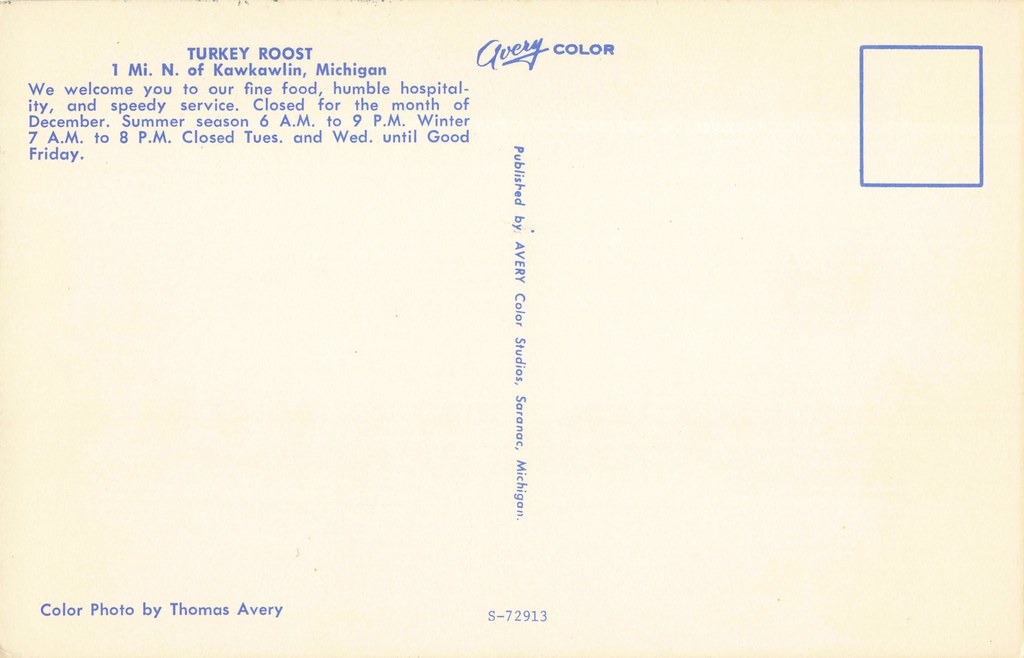 TURKEY ROOST
1 Mi. N. of Kawkawlin, Michigan
We welcome you to our fine food, humble hospital-
ity, and speedy service. Closed for the month of
December. Summer season 6 A.M. to 9 P.M. Winter
7 A.M. to 8 P.M. Closed Tues. and Wed. until Good
Friday.
Avery COLOR
Published by AVERY Color Studios, Saranac, Michigan.
Color Photo by Thomas Avery
S-72913